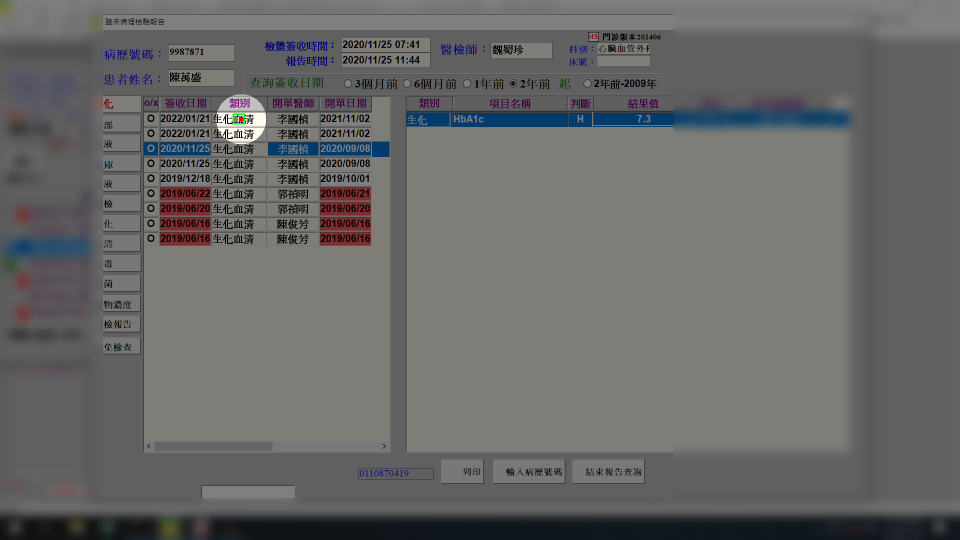 臨床病理檢驗報告
HS 門診版本201406
病歷號碼： 9987871 檢體簽收時間： 2020/11/25 07:41 醫檢師： 魏蜀珍 科別： 心臟血管外科
報告時間： 2020/11/25 11:44 床號：
患者姓名： 陳萬盛 查詢簽收日期 3個月前 6個月前 1年前 2年前 起 2年前-2009年
化 o/x 簽收日期 類別 開單醫師 開單日期 類別 項目名稱 判斷 結果值
O 2022/01/21 生化血清 李國楨 2021/11/02 生化 HbA1c H 7.3
部 2022/01/21 生化血清 李國楨 2021/11/02
液 O 2020/11/25 生化血清 李國楨 2020/09/08
庫 O 2020/11/25 生化血清 李國楨 2020/09/08
液 O 2019/12/18 生化血清 李國楨 2019/10/01
O 2019/06/22 生化血清 郭禎明 2019/06/21
檢 O 2019/06/20 生化血清 郭禎明 2019/06/20
化 O 2019/06/16 生化血清 陳俊芳 2019/06/16
清 O 2019/06/16 生化血清 陳俊芳 2019/06/16
毒
菌
物濃度
檢報告
免檢查
0110870419 列印 輸入病歷號碼 結束報告查詢